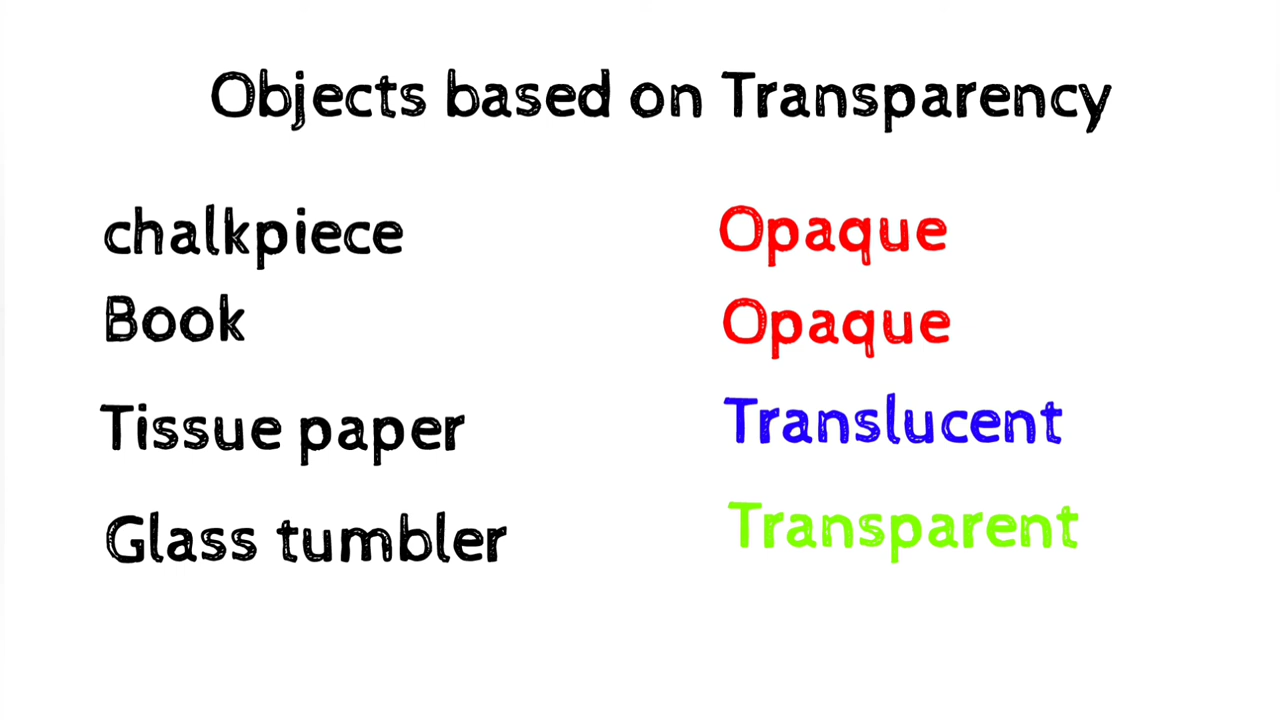 Objects based on Transparency
chalkpiece Opaque
Book Opaque
Tissue paper Translucent
Glass tumbler Transparent